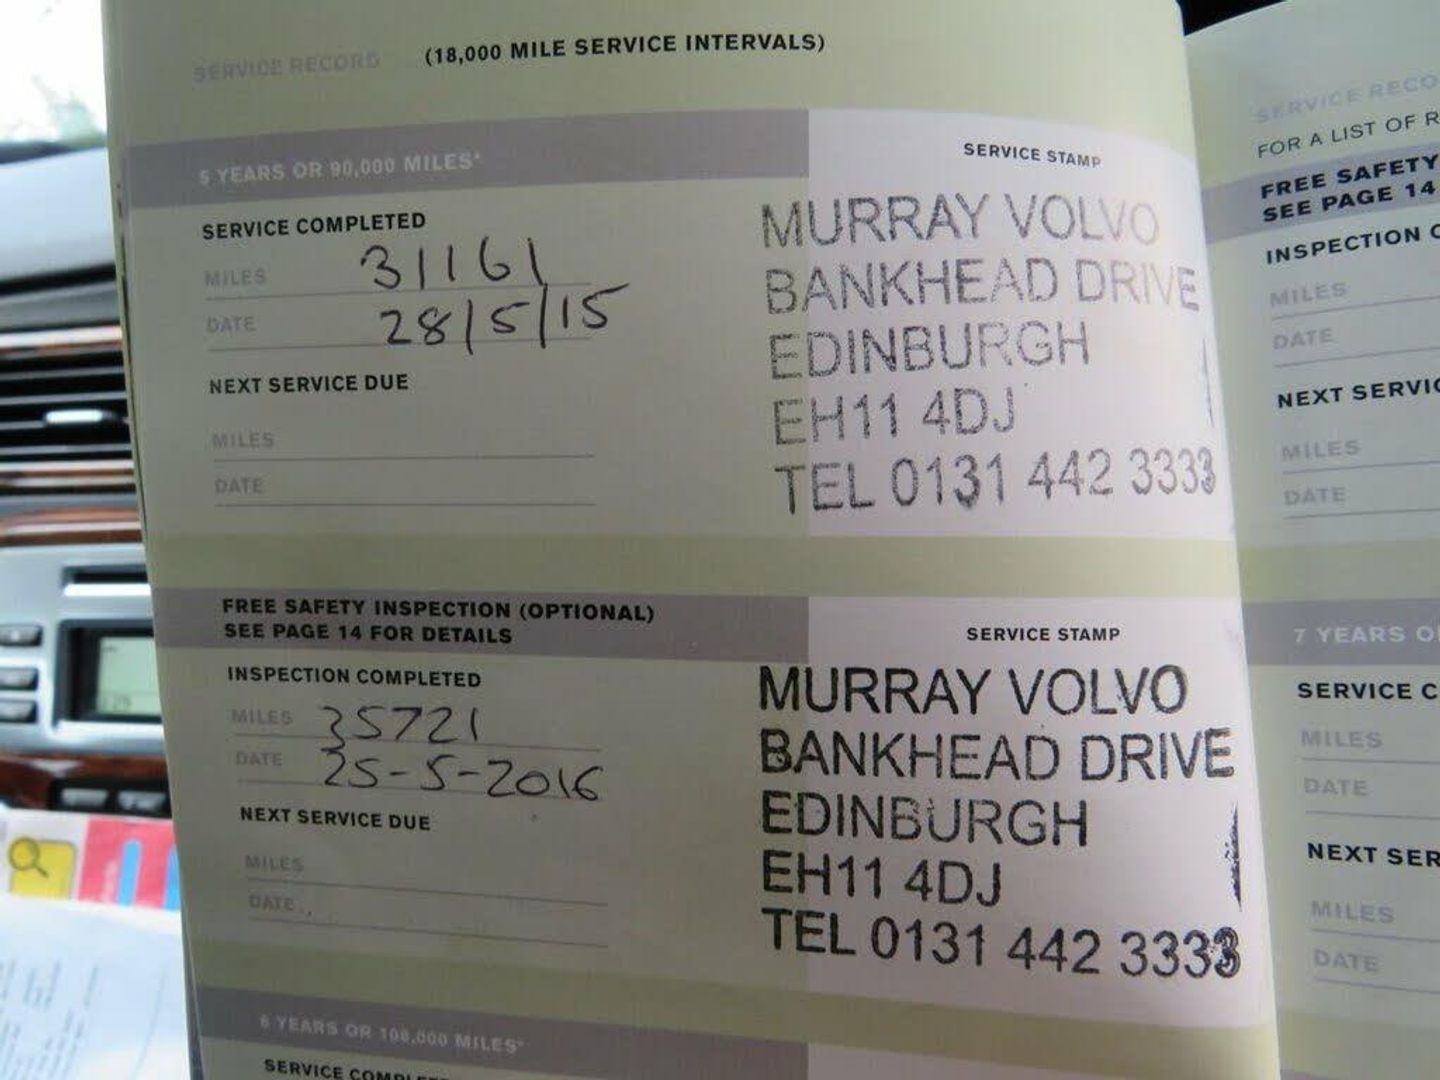 SERVICE RECORD (18,000 MILE SERVICE INTERVALS)
5 YEARS OR 90,000 MILES*
SERVICE STAMP
SERVICE COMPLETED
MILES 31161
DATE 28/5/15
NEXT SERVICE DUE
MILES
DATE
MURRAY VOLVO
BANKHEAD DRIVE
EDINBURGH
EH11 4DJ
TEL 0131 442 3333
FREE SAFETY INSPECTION (OPTIONAL)
SEE PAGE 14 FOR DETAILS
SERVICE STAMP
INSPECTION COMPLETED
MILES 35721
DATE 25-5-2016
NEXT SERVICE DUE
MILES
DATE
MURRAY VOLVO
BANKHEAD DRIVE
EDINBURGH
EH11 4DJ
TEL 0131 442 3333
6 YEARS OR 108,000 MILES*
SERVICE COMPLE
SERVICE RECO
FOR A LIST OF R
FREE SAFETY
SEE PAGE 14
INSPECTION C
MILES
DATE
NEXT SERVIC
MILES
DATE
7 YEARS O
SERVICE C
MILES
DATE
NEXT SER
MILES
DATE